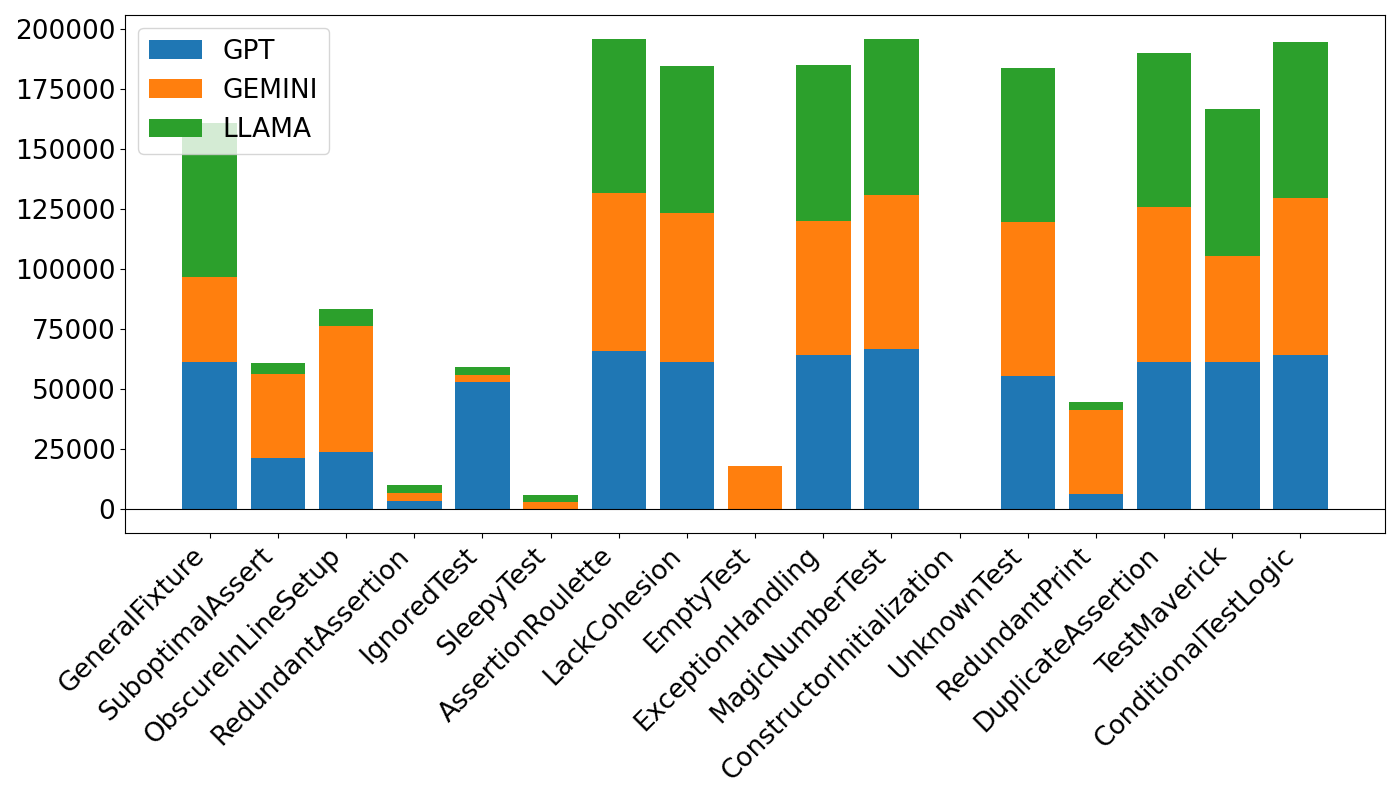 200000
175000
150000
125000
100000
75000
50000
25000
0
GPT
GEMINI
LLAMA
GeneralFixture
SuboptimalAssert
ObscureInLineSetup
RedundantAssertion
IgnoredTest
SleepyTest
AssertionRoulette
LackCohesion
EmptyTest
ExceptionHandling
MagicNumberTest
ConstructorInitialization
UnknownTest
RedundantPrint
DuplicateAssertion
TestMaverick
ConditionalTestLogic